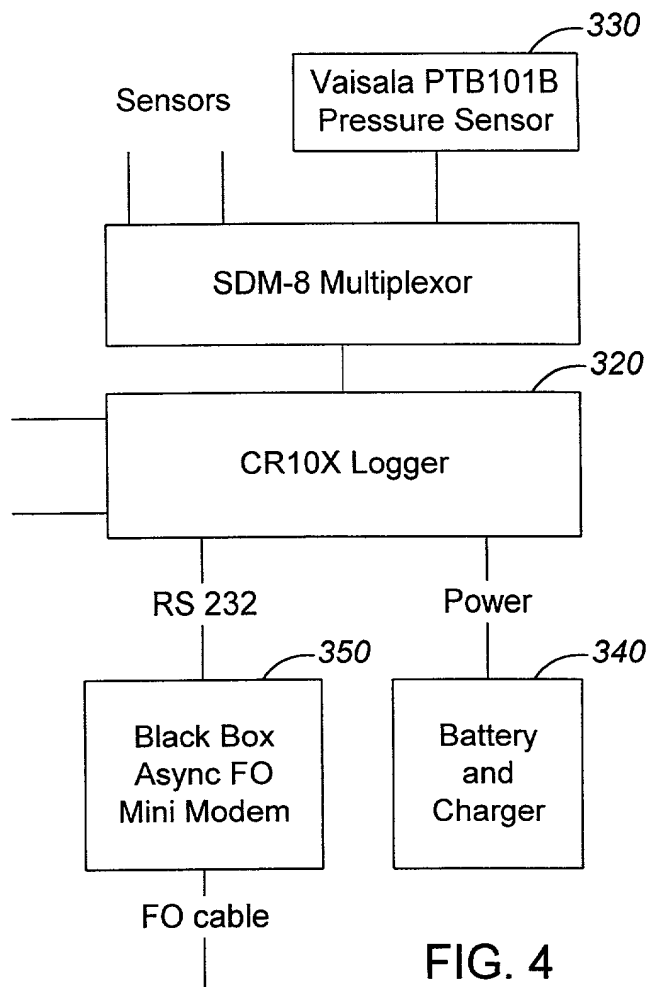 330
Sensors
Vaisala PTB101B
Pressure Sensor
SDM-8 Multiplexor
320
CR10X Logger
RS 232
Power
350
340
Black Box
Async FO
Mini Modem
Battery
and
Charger
FO cable
FIG. 4